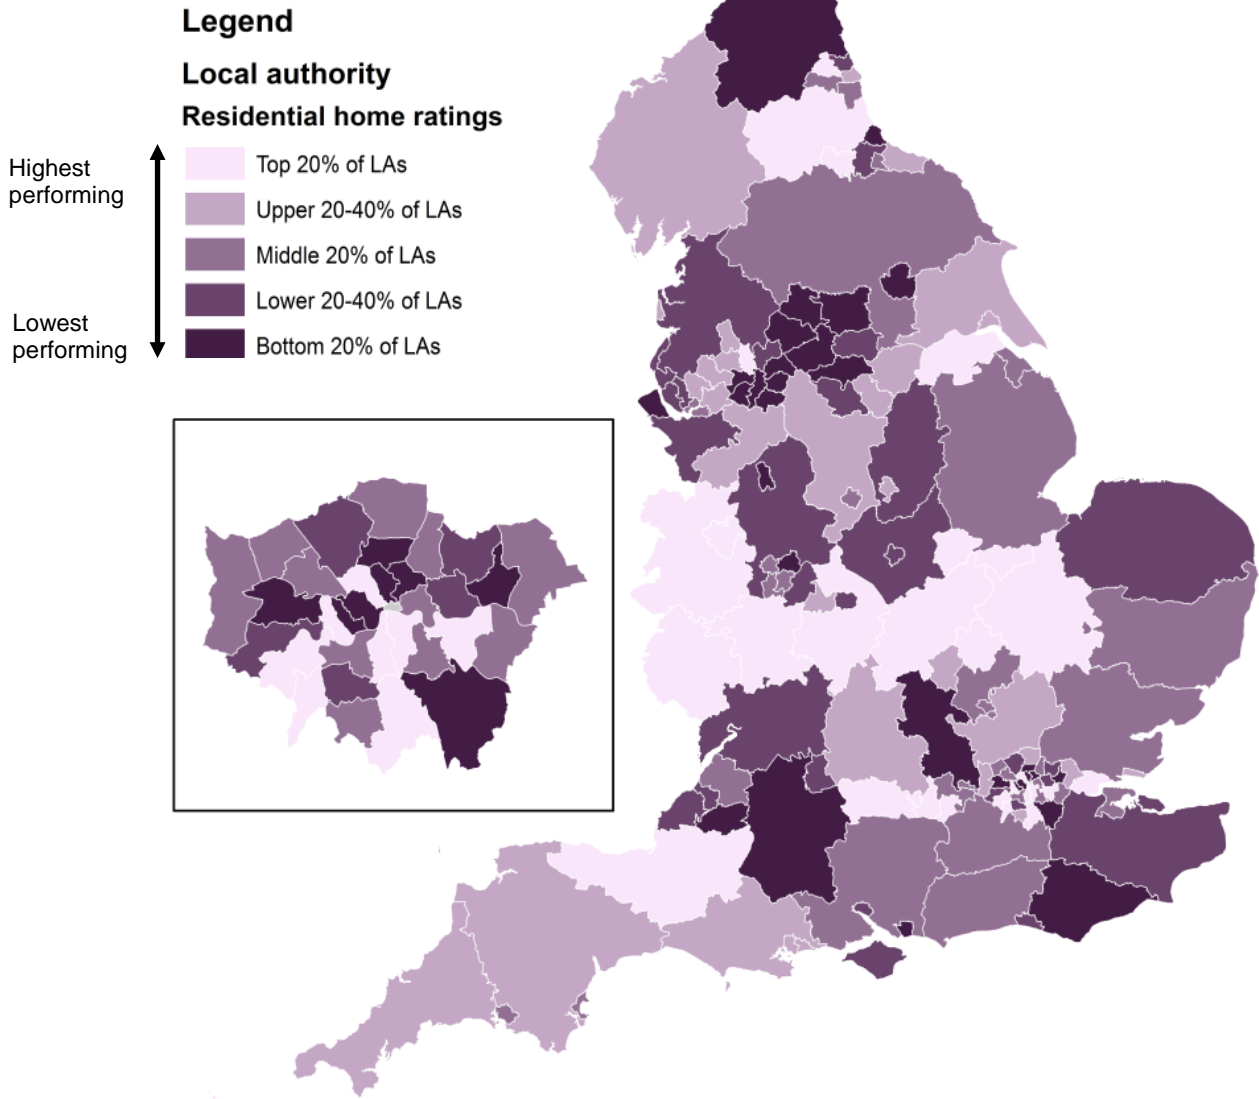 Legend
Local authority
Residential home ratings
Highest
performing
Top 20% of LAs
Upper 20-40% of LAs
Middle 20% of LAs
Lower 20-40% of LAs
Lowest
performing
Bottom 20% of LAs